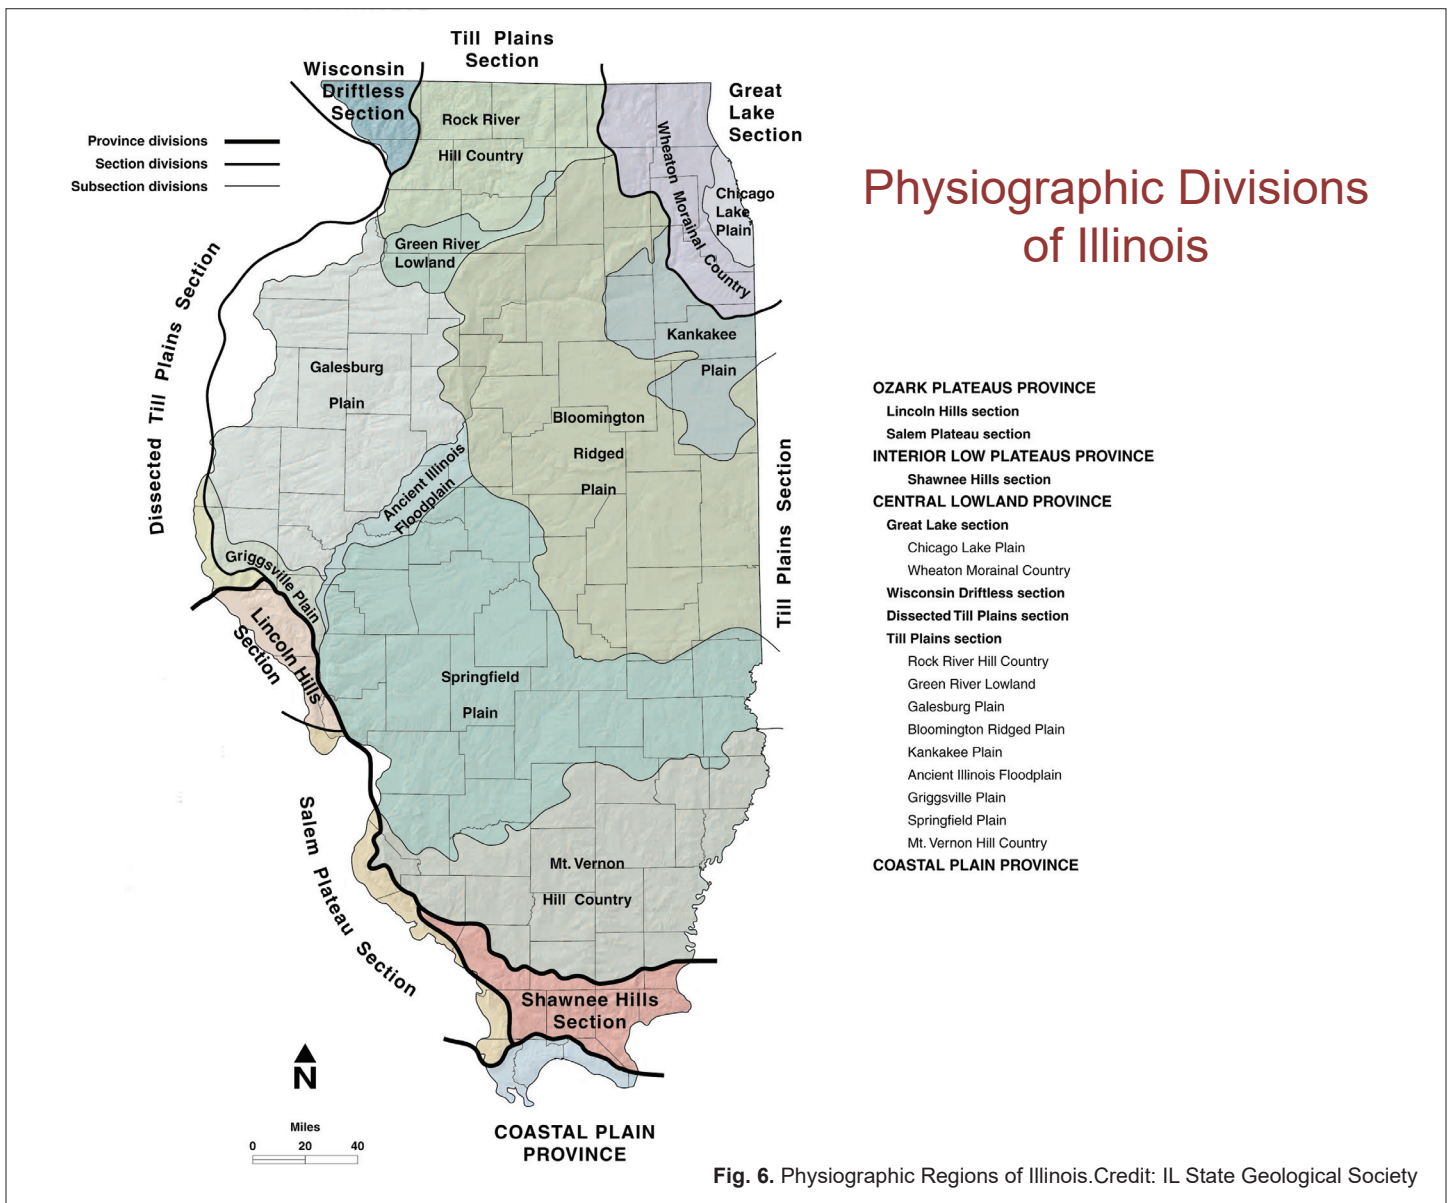 Till Plains
Section
Wisconsin
Driftless
Section
Great
Lake
Section
Province divisions
Section divisions
Subsection divisions
Rock River
Hill Country
Wheaton Morainal Country
Chicago
Lake
Plain
Physiographic Divisions
of Illinois
Green River
Lowland
Dissected Till Plains Section
Kankakee
Plain
Galesburg
Plain
Bloomington
Ridged
Plain
Ancient Illinois
Floodplain
Till Plains Section
Griggsville Plain
Lincoln Hills
Section
Springfield
Plain
Salem Plateau Section
Mt. Vernon
Hill Country
Shawnee Hills
Section
N
Miles
0 20 40
COASTAL PLAIN
PROVINCE
OZARK PLATEAUS PROVINCE
Lincoln Hills section
Salem Plateau section
INTERIOR LOW PLATEAUS PROVINCE
Shawnee Hills section
CENTRAL LOWLAND PROVINCE
Great Lake section
Chicago Lake Plain
Wheaton Morainal Country
Wisconsin Driftless section
Dissected Till Plains section
Till Plains section
Rock River Hill Country
Green River Lowland
Galesburg Plain
Bloomington Ridged Plain
Kankakee Plain
Ancient Illinois Floodplain
Griggsville Plain
Springfield Plain
Mt. Vernon Hill Country
COASTAL PLAIN PROVINCE
Fig. 6. Physiographic Regions of Illinois.Credit: IL State Geological Society